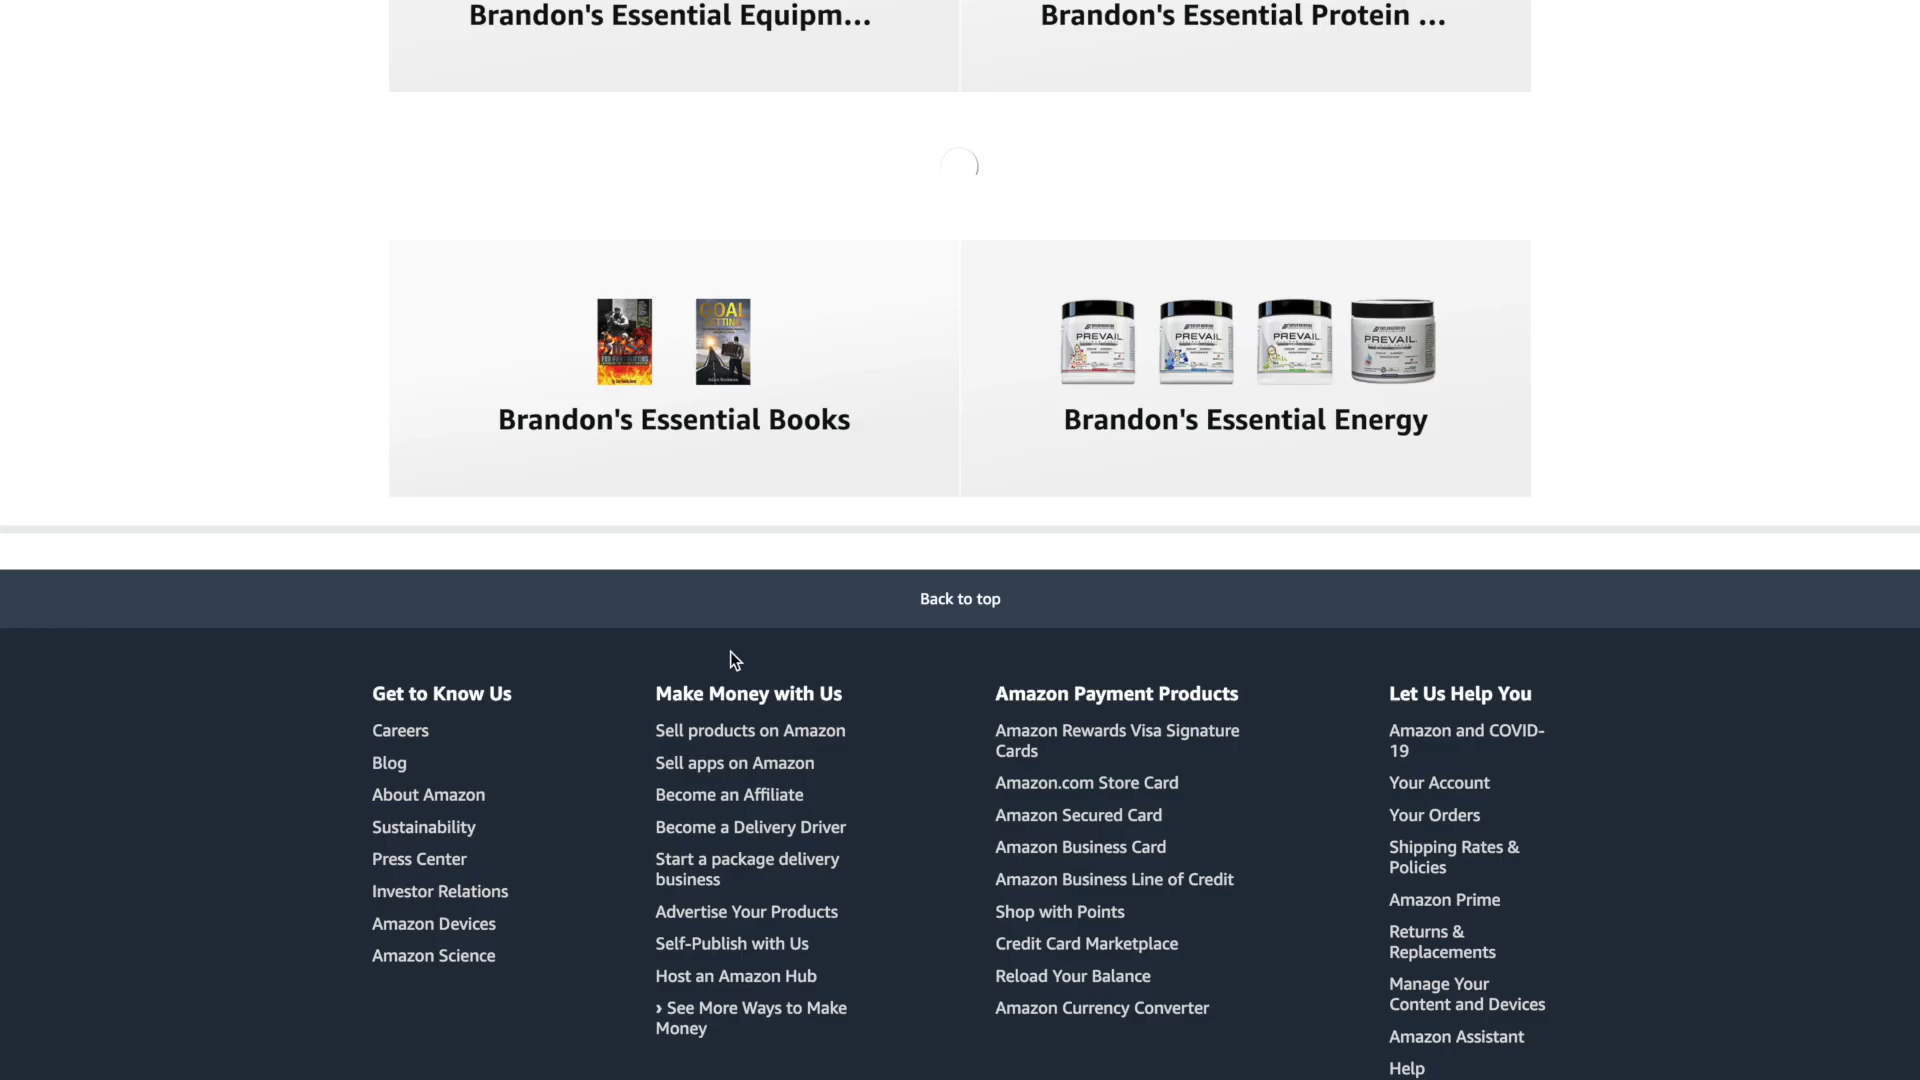 Brandon's Essential Equipm...
Brandon's Essential Protein ...
GOAL
PREVAIL
PREVAIL
PREVAIL
PREVAIL
Brandon's Essential Books
Brandon's Essential Energy
Back to top
Get to Know Us
Careers
Blog
About Amazon
Sustainability
Press Center
Investor Relations
Amazon Devices
Amazon Science
Make Money with Us
Sell products on Amazon
Sell apps on Amazon
Become an Affiliate
Become a Delivery Driver
Start a package delivery
business
Advertise Your Products
Self-Publish with Us
Host an Amazon Hub
› See More Ways to Make
Money
Amazon Payment Products
Amazon Rewards Visa Signature
Cards
Amazon.com Store Card
Amazon Secured Card
Amazon Business Card
Amazon Business Line of Credit
Shop with Points
Credit Card Marketplace
Reload Your Balance
Amazon Currency Converter
Let Us Help You
Amazon and COVID-
19
Your Account
Your Orders
Shipping Rates &
Policies
Amazon Prime
Returns &
Replacements
Manage Your
Content and Devices
Amazon Assistant
Help